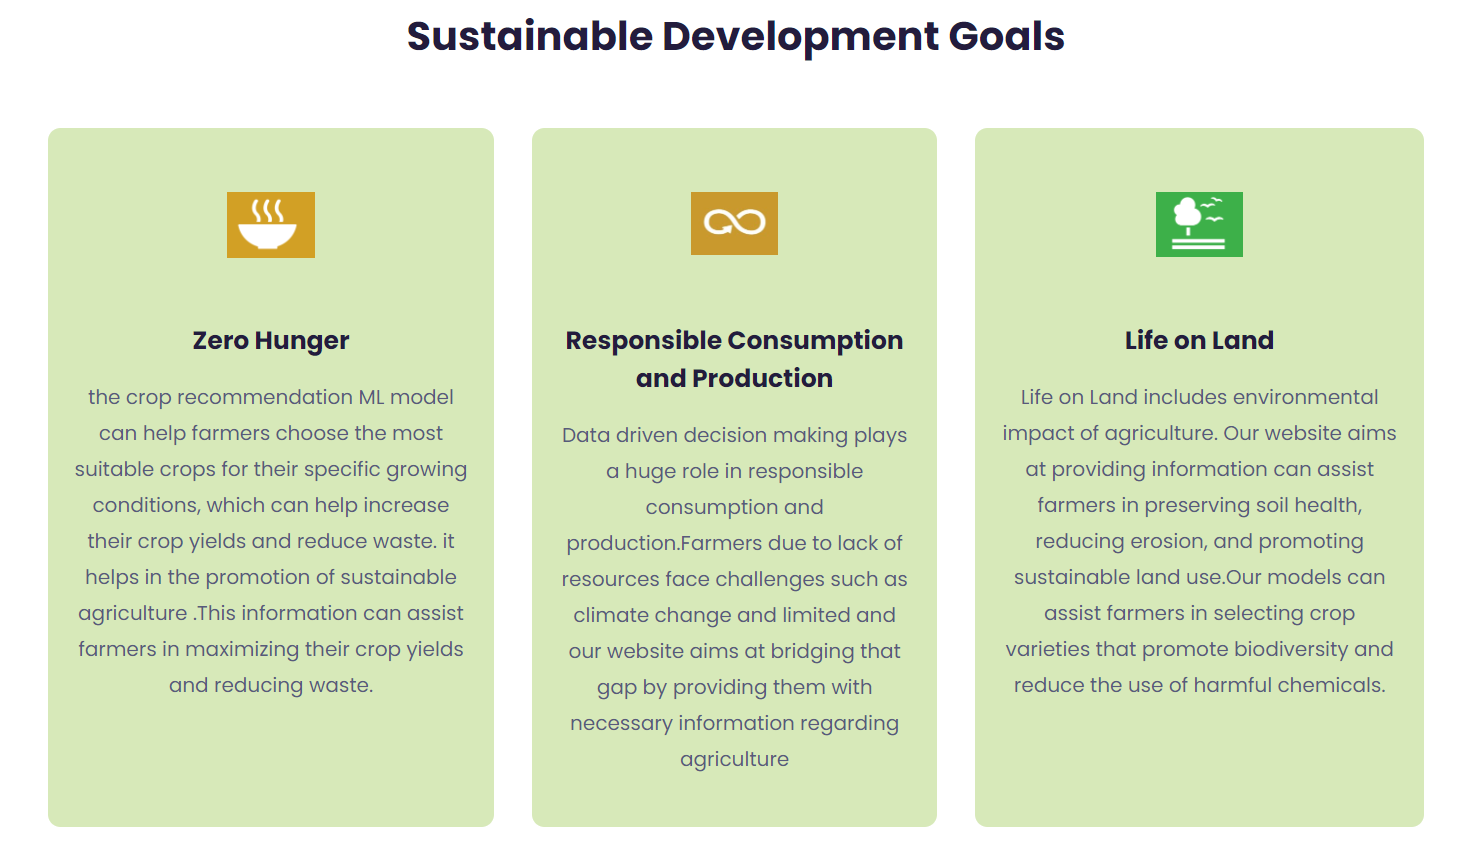 Sustainable Development Goals
Zero Hunger
the crop recommendation ML model
can help farmers choose the most
suitable crops for their specific growing
conditions, which can help increase
their crop yields and reduce waste. it
helps in the promotion of sustainable
agriculture .This information can assist
farmers in maximizing their crop yields
and reducing waste.
Responsible Consumption
and Production
Data driven decision making plays
a huge role in responsible
consumption and
production.Farmers due to lack of
resources face challenges such as
climate change and limited and
our website aims at bridging that
gap by providing them with
necessary information regarding
agriculture
Life on Land
Life on Land includes environmental
impact of agriculture. Our website aims
at providing information can assist
farmers in preserving soil health,
reducing erosion, and promoting
sustainable land use.Our models can
assist farmers in selecting crop
varieties that promote biodiversity and
reduce the use of harmful chemicals.